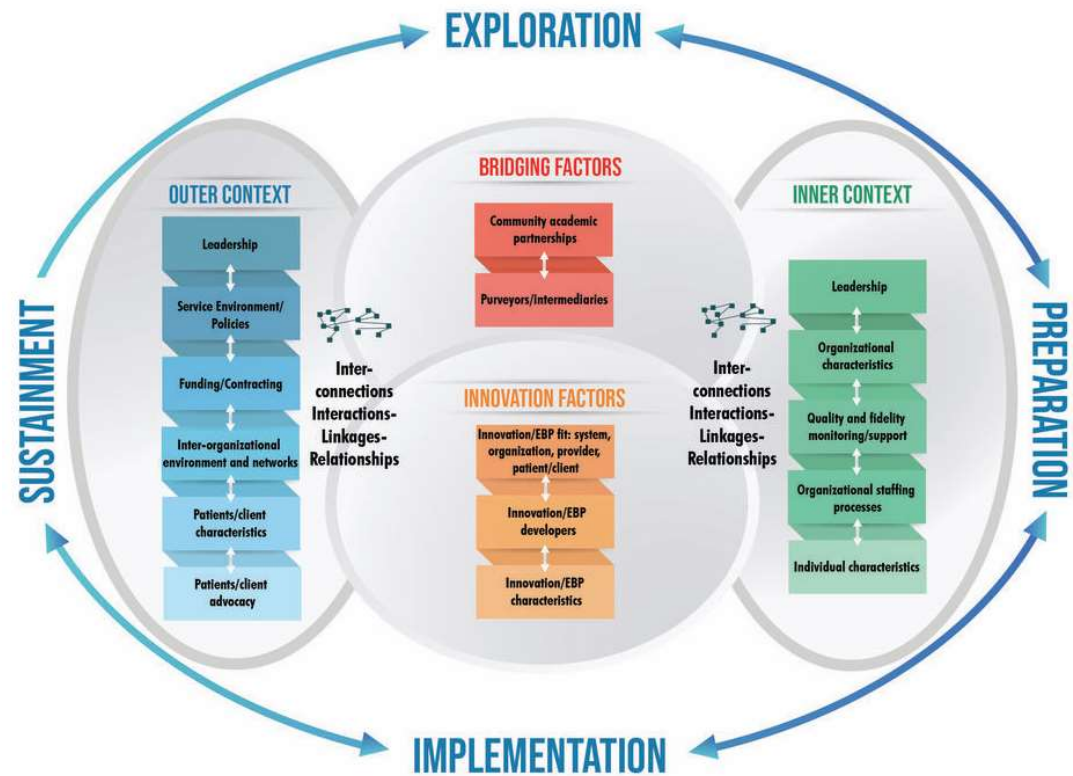 EXPLORATION
OUTER CONTEXT
Leadership
Service Environment/
Policies
Funding/Contracting
Inter-organizational
environment and networks
Patients/client
characteristics
Patients/client
advocacy
Inter-
connections
Interactions-
Linkages-
Relationships
BRIDGING FACTORS
Community academic
partnerships
Purveyors/Intermediaries
INNOVATION FACTORS
Innovation/EBP fit: system,
organization, provider,
patient/client
Innovation/EBP
developers
Innovation/EBP
characteristics
Inter-
connections
Interactions-
Linkages-
Relationships
INNER CONTEXT
Leadership
Organizational
characteristics
Quality and fidelity
monitoring/support
Organizational staffing
processes
Individual characteristics
SUSTAINMENT
PREPARATION
IMPLEMENTATION